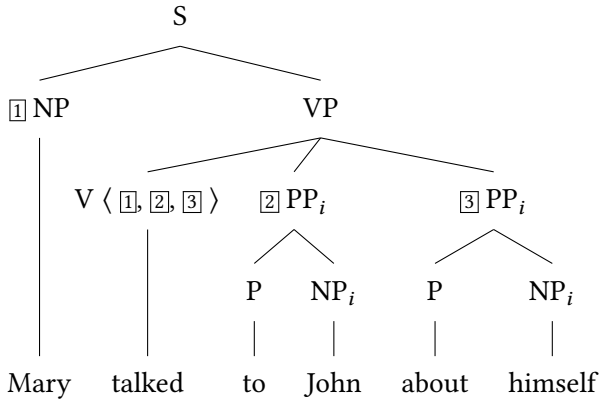 S
1 NP VP
V ⟨ 1, 2, 3 ⟩ 2 PPᵢ 3 PPᵢ
P NPᵢ P NPᵢ
Mary talked to John about himself